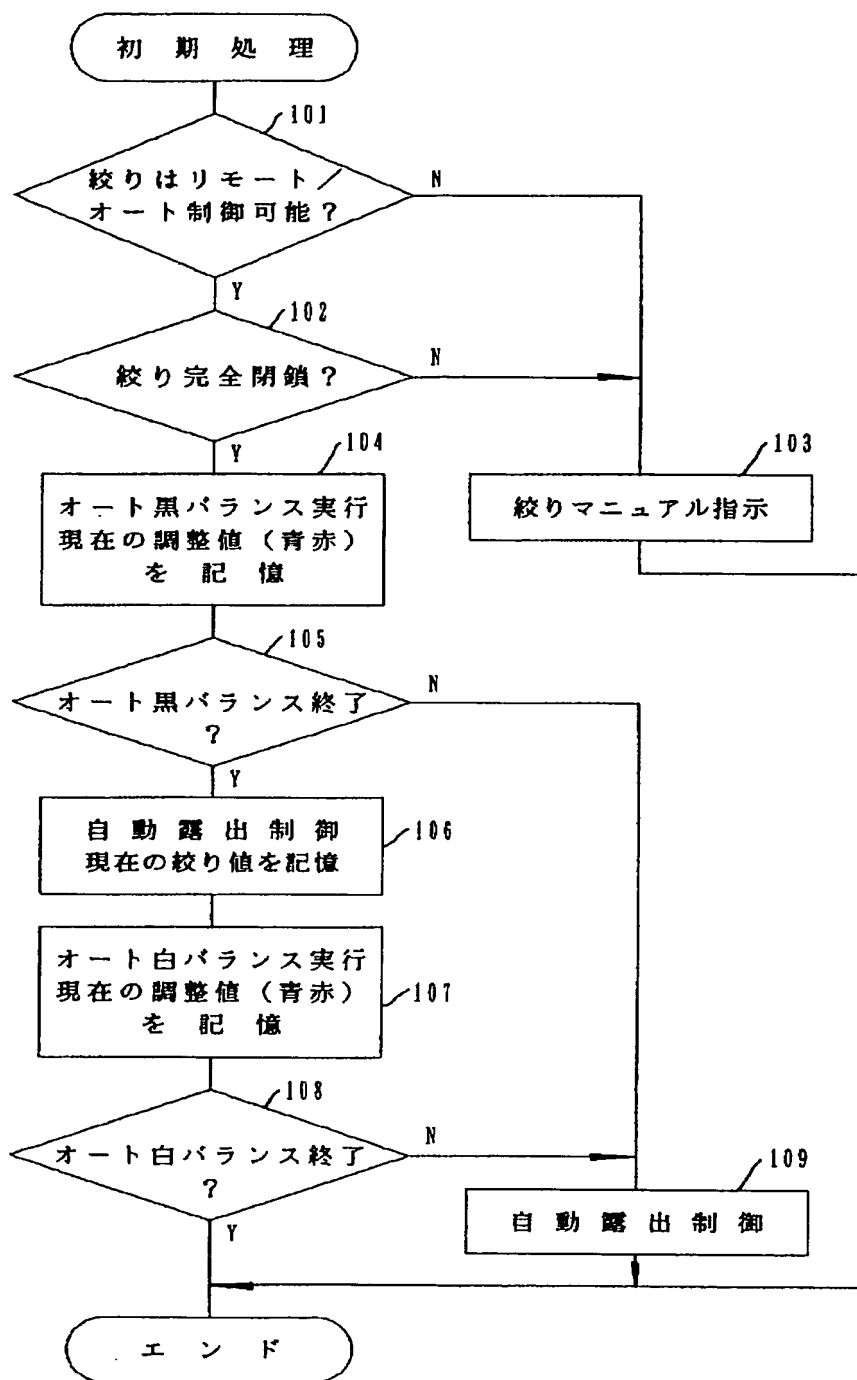 初期処理
101
絞りはリモート/
オート制御可能?
N
Y
102
絞り完全閉鎖?
N
Y
104
オート黒バランス実行
現在の調整値(青赤)
を記憶
103
絞りマニュアル指示
105
オート黒バランス終了
?
N
Y
自動露出制御
現在の絞り値を記憶
106
オート白バランス実行
現在の調整値(青赤)
を記憶
107
108
オート白バランス終了
?
N
Y
109
自動露出制御
エンド